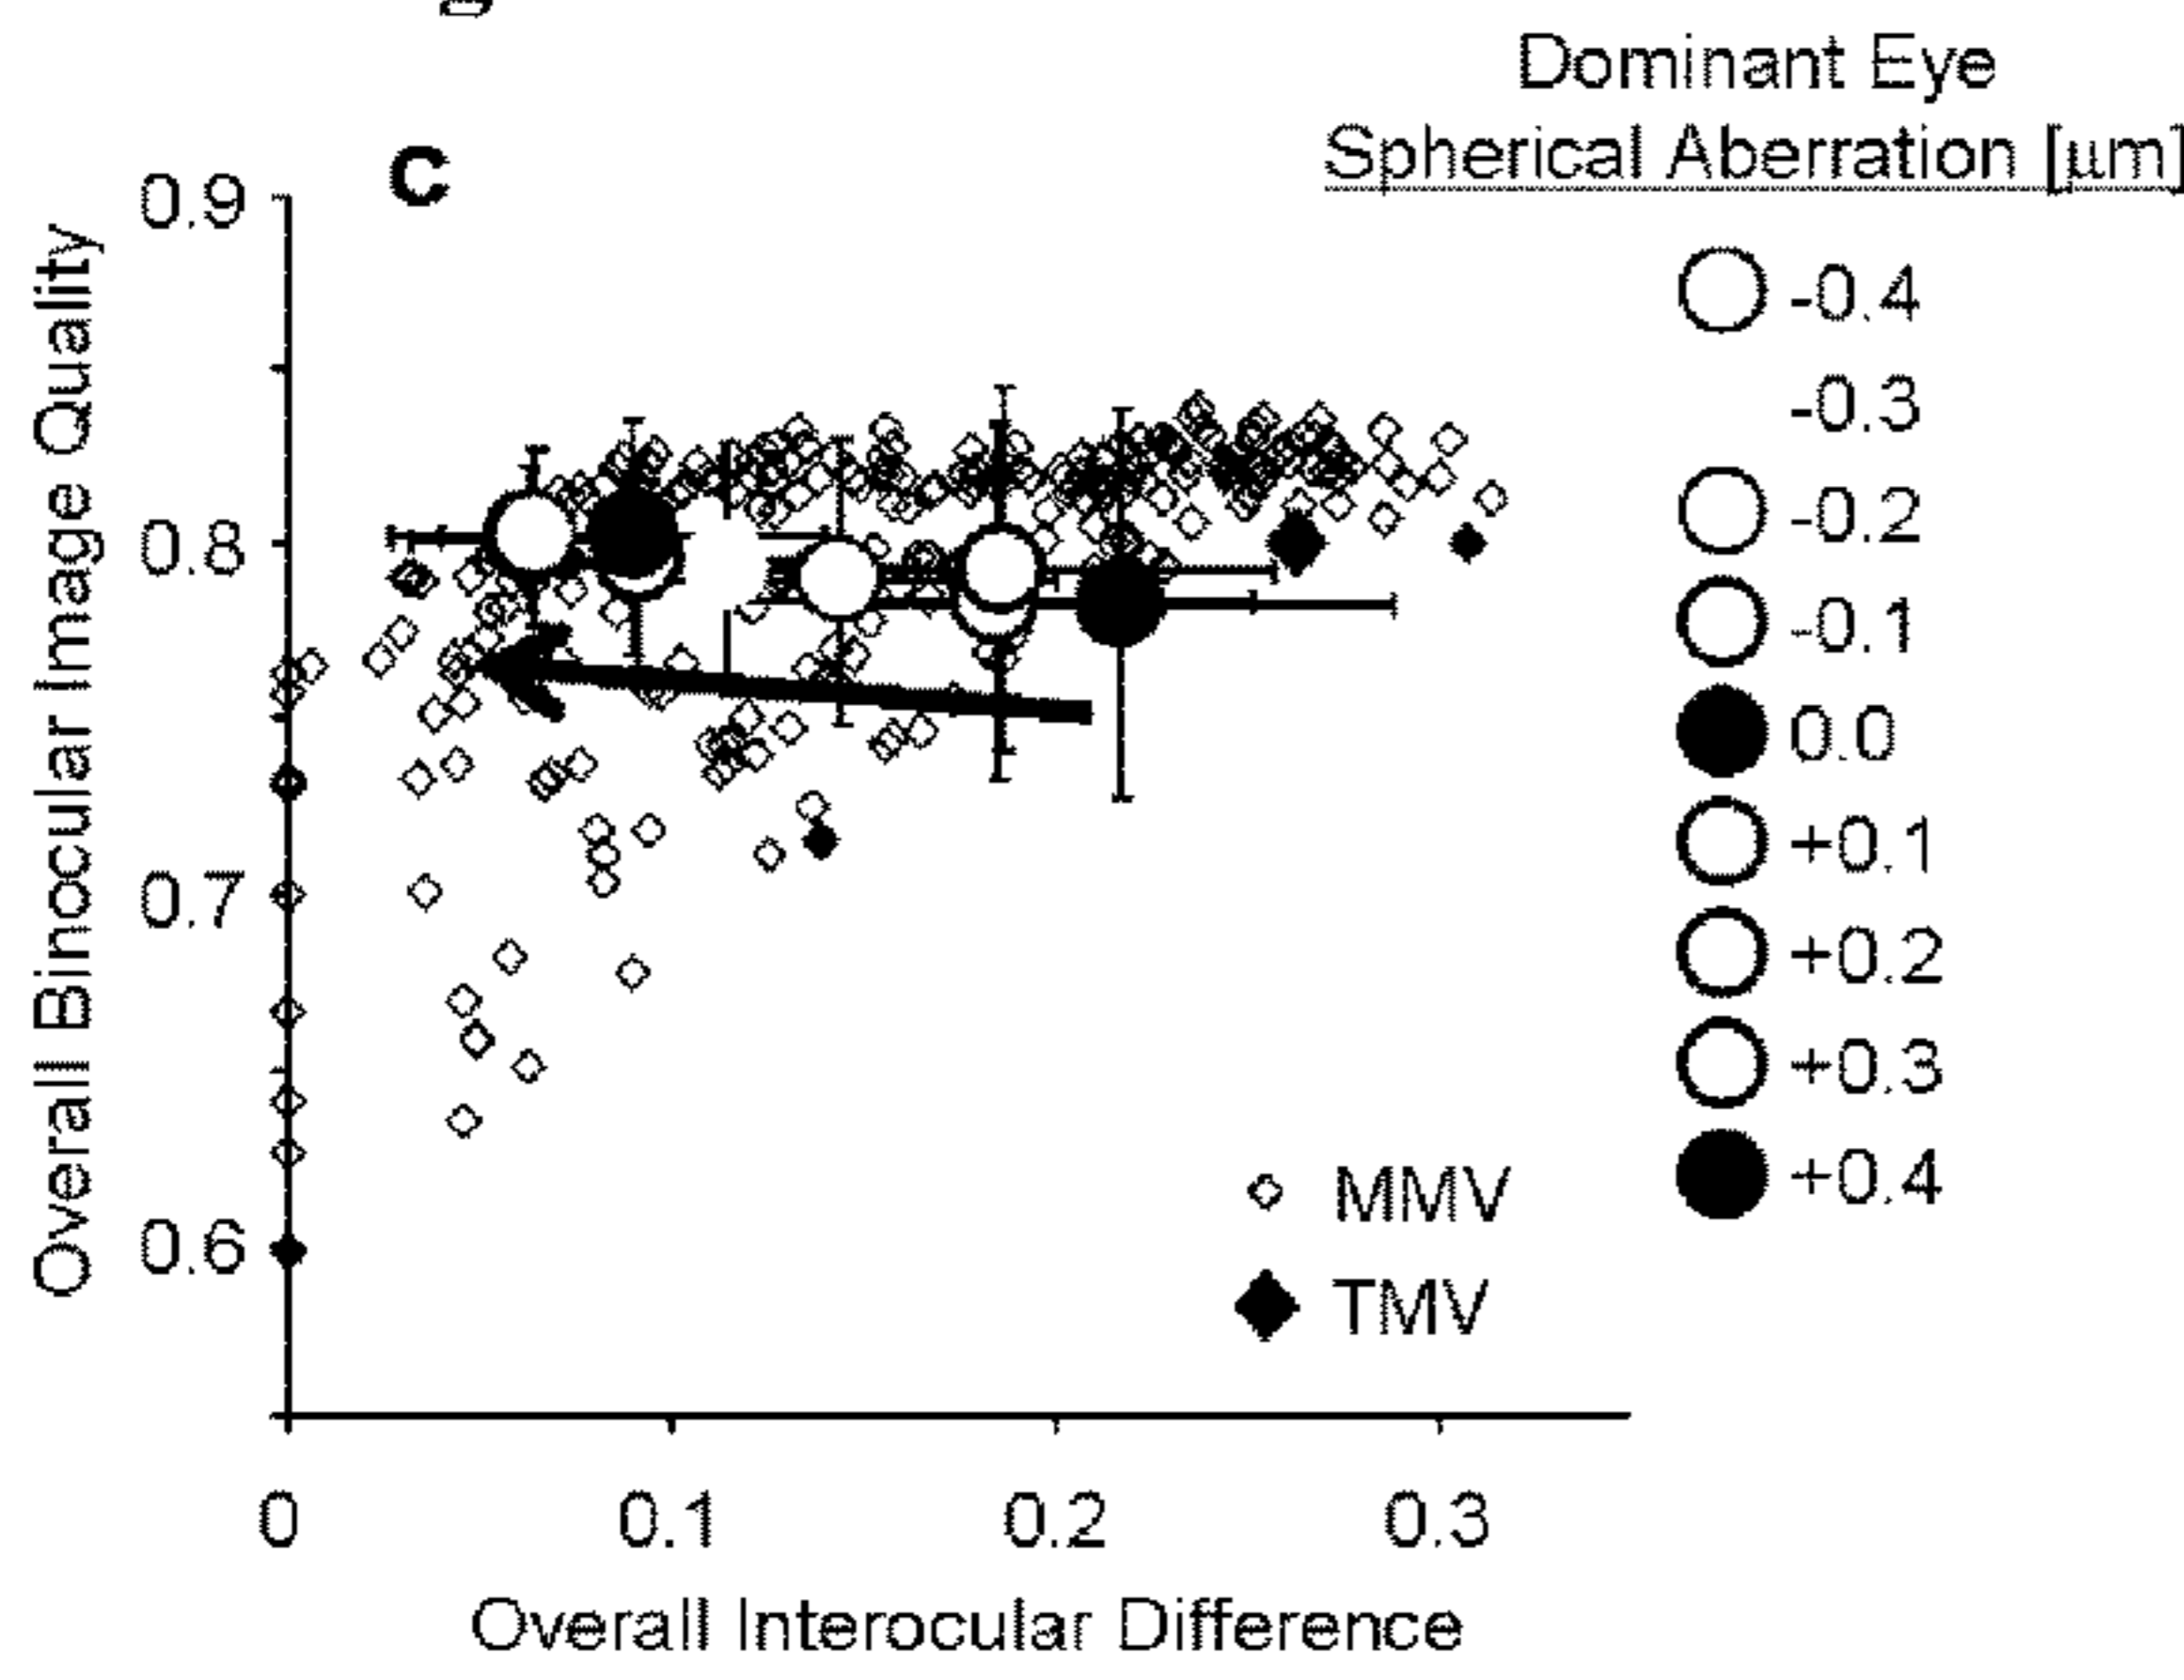 Dominant Eye
Spherical Aberration [µm]
c
0.9
0.8
0.7
0.6
Overall Binocular Image Quality
-0.4
-0.3
-0.2
-0.1
0.0
+0.1
+0.2
+0.3
+0.4
MMV
TMV
0 0.1 0.2 0.3
Overall Interocular Difference